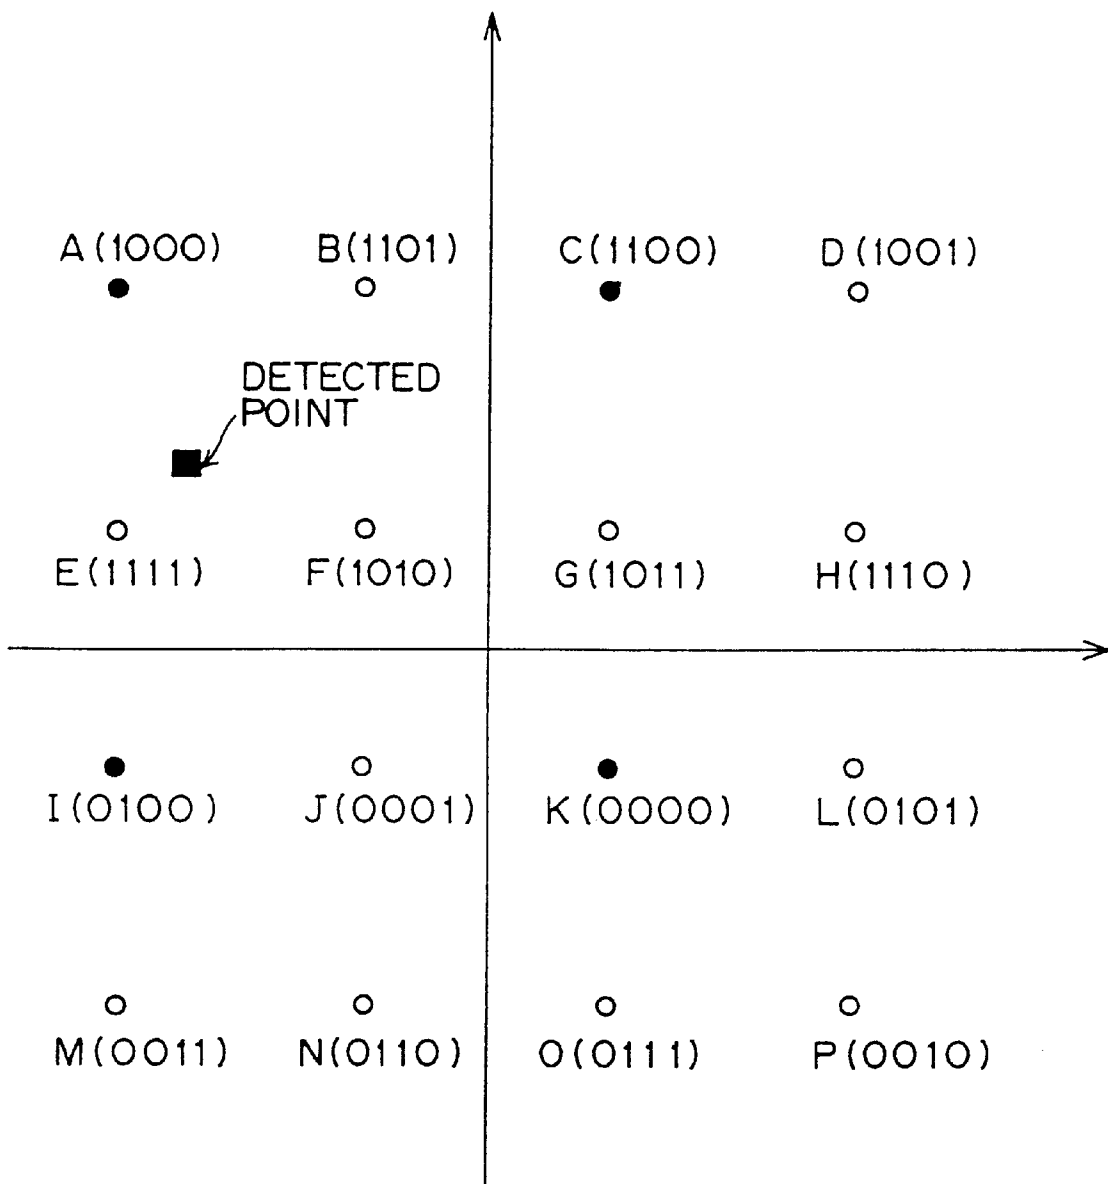 A(1000) B(1101) C(1100) D(1001)
DETECTED
POINT
E(1111) F(1010) G(1011) H(1110)
I(0100) J(0001) K(0000) L(0101)
M(0011) N(0110) O(0111) P(0010)